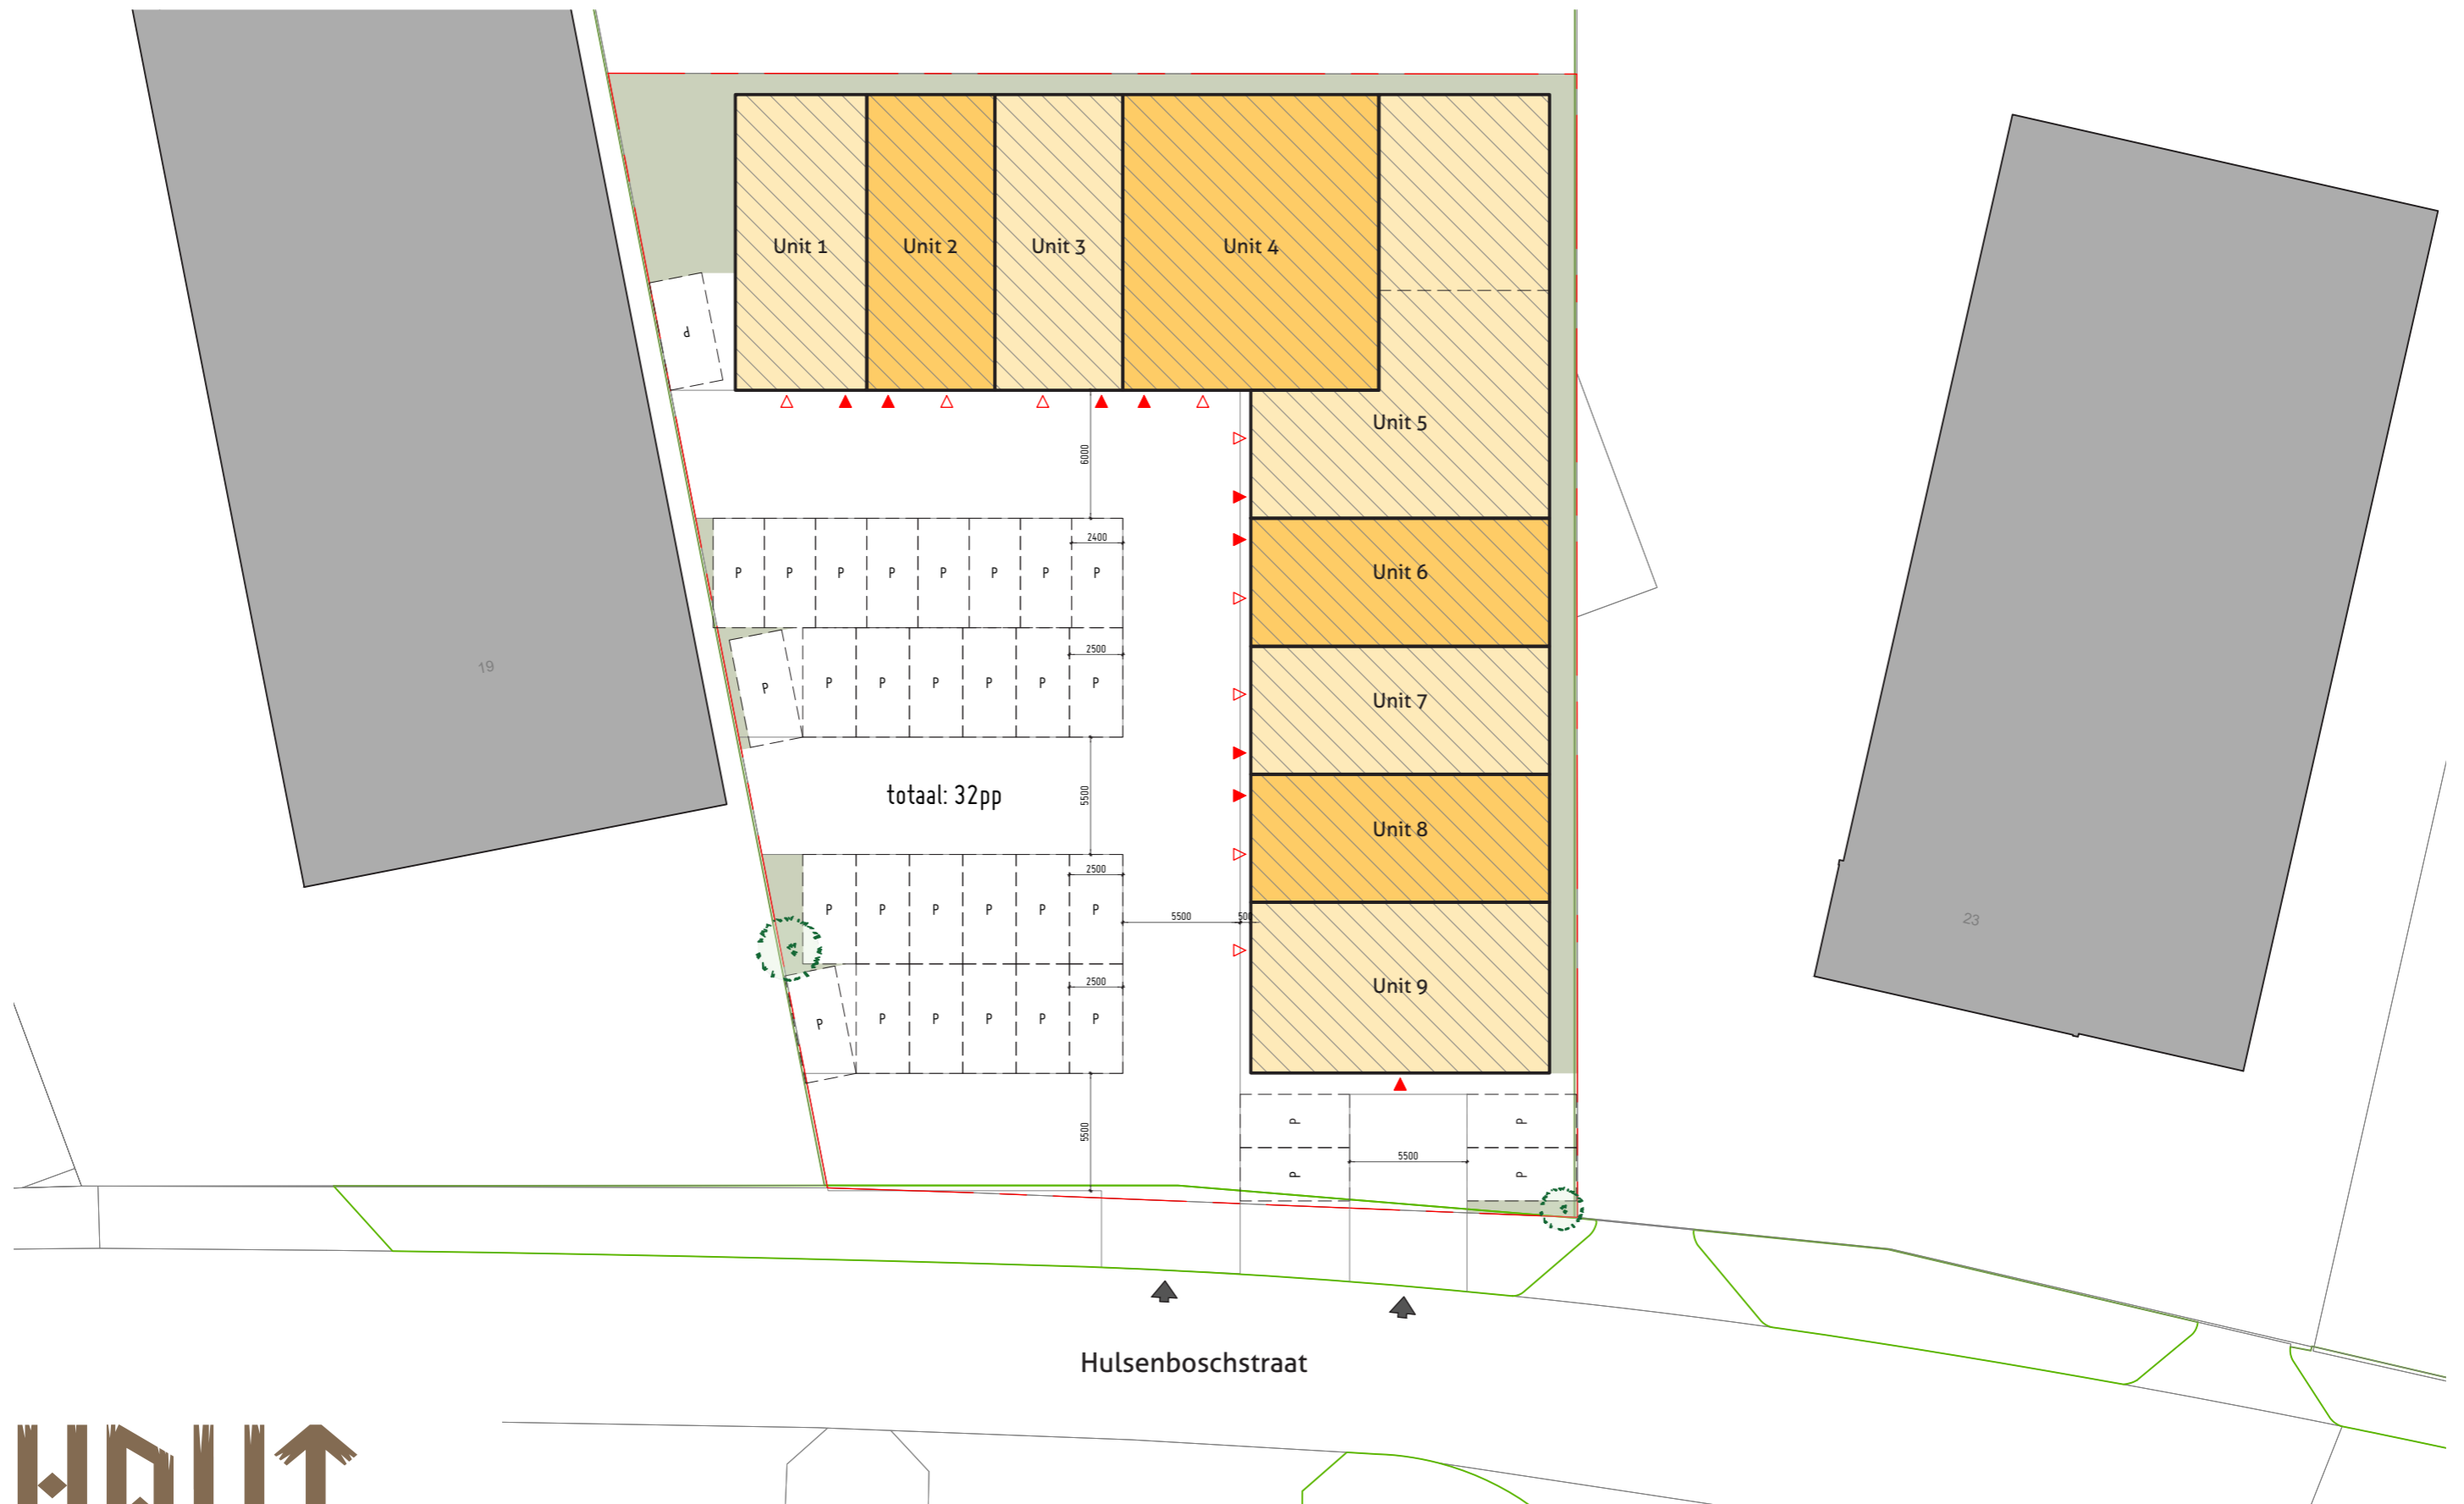 Unit 1
Unit 2
Unit 3
Unit 4
P
Unit 5
6000
2400
P P P P P P P P
Unit 6
2500
P P P P P P P
19
Unit 7
totaal: 32pp
5500
Unit 8
2500
P P P P P P
5500
23
2500
P P P P P P
Unit 9
5500
P P
5500
P P
Hulsenboschstraat
HOUT